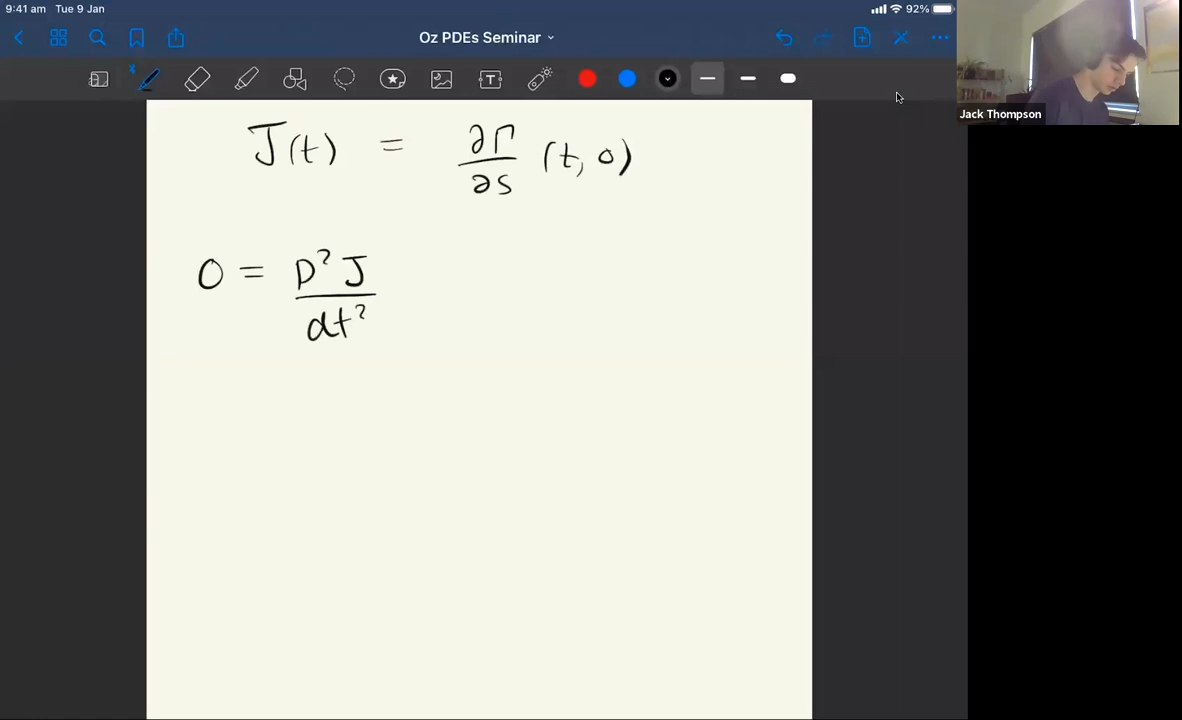 9:41 am Tue 9 Jan
92%
Oz PDEs Seminar
Jack Thompson
J(t) = ∂Γ/∂s (t, 0)
0 = D²J/dt²